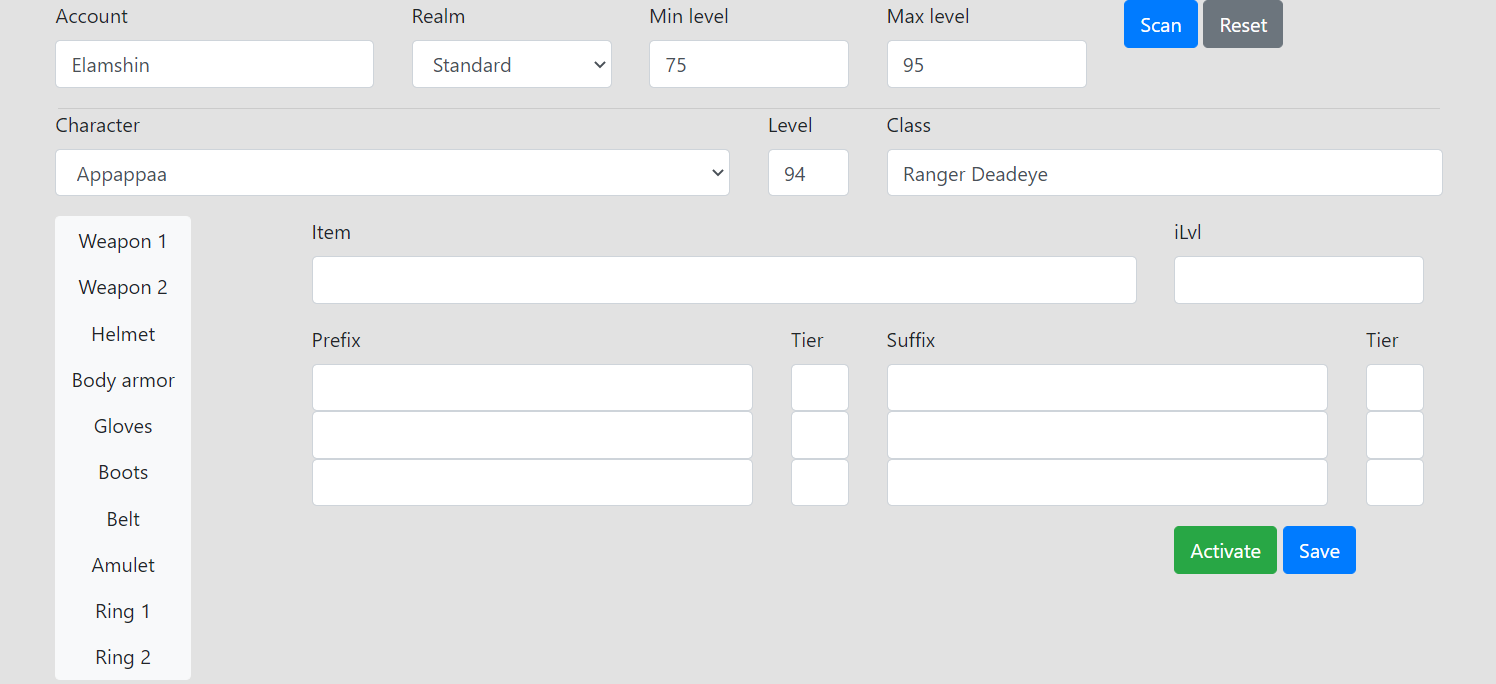 Account Realm Min level Max level Scan Reset
Elamshin Standard 75 95
Character Level Class
Appappaa 94 Ranger Deadeye
Weapon 1
Weapon 2
Helmet
Body armor
Gloves
Boots
Belt
Amulet
Ring 1
Ring 2
Item iLvl
Prefix Tier Suffix Tier
Activate Save